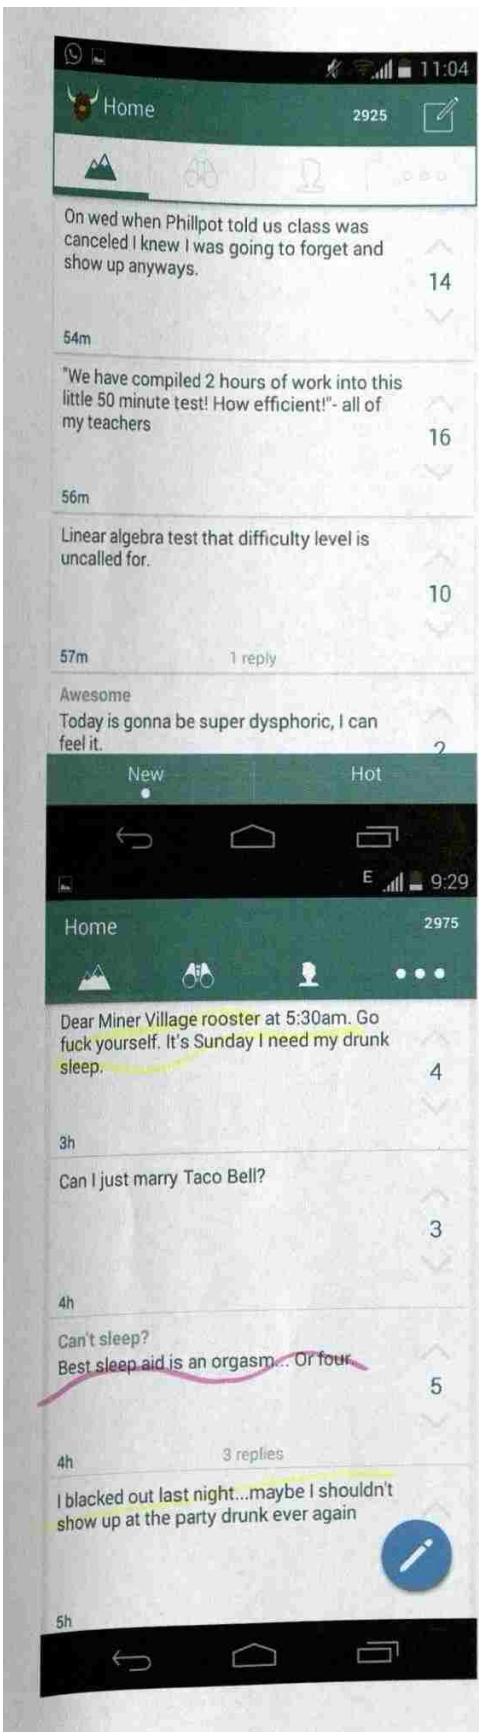 11:04
Home
2925
On wed when Phillpot told us class was
canceled I knew I was going to forget and
show up anyways.
14
54m
"We have compiled 2 hours of work into this
little 50 minute test! How efficient!"- all of
my teachers
16
56m
Linear algebra test that difficulty level is
uncalled for.
10
57m
1 reply
Awesome
Today is gonna be super dysphoric, I can
feel it.
2
New
Hot
E
9:29
Home
2975
Dear Miner Village rooster at 5:30am. Go
fuck yourself. It's Sunday I need my drunk
sleep.
4
3h
Can I just marry Taco Bell?
3
4h
Can't sleep?
Best sleep aid is an orgasm... Or four.
5
4h
3 replies
I blacked out last night...maybe I shouldn't
show up at the party drunk ever again
5h